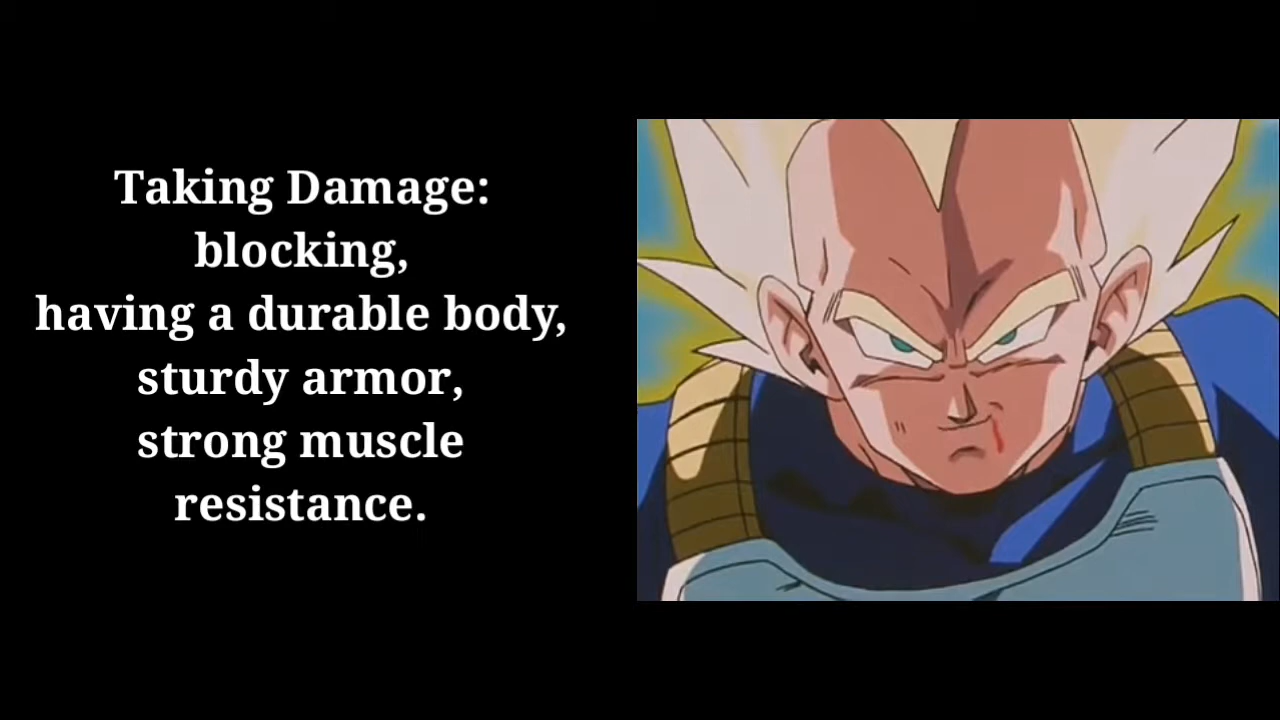 Taking Damage:
blocking,
having a durable body,
sturdy armor,
strong muscle
resistance.